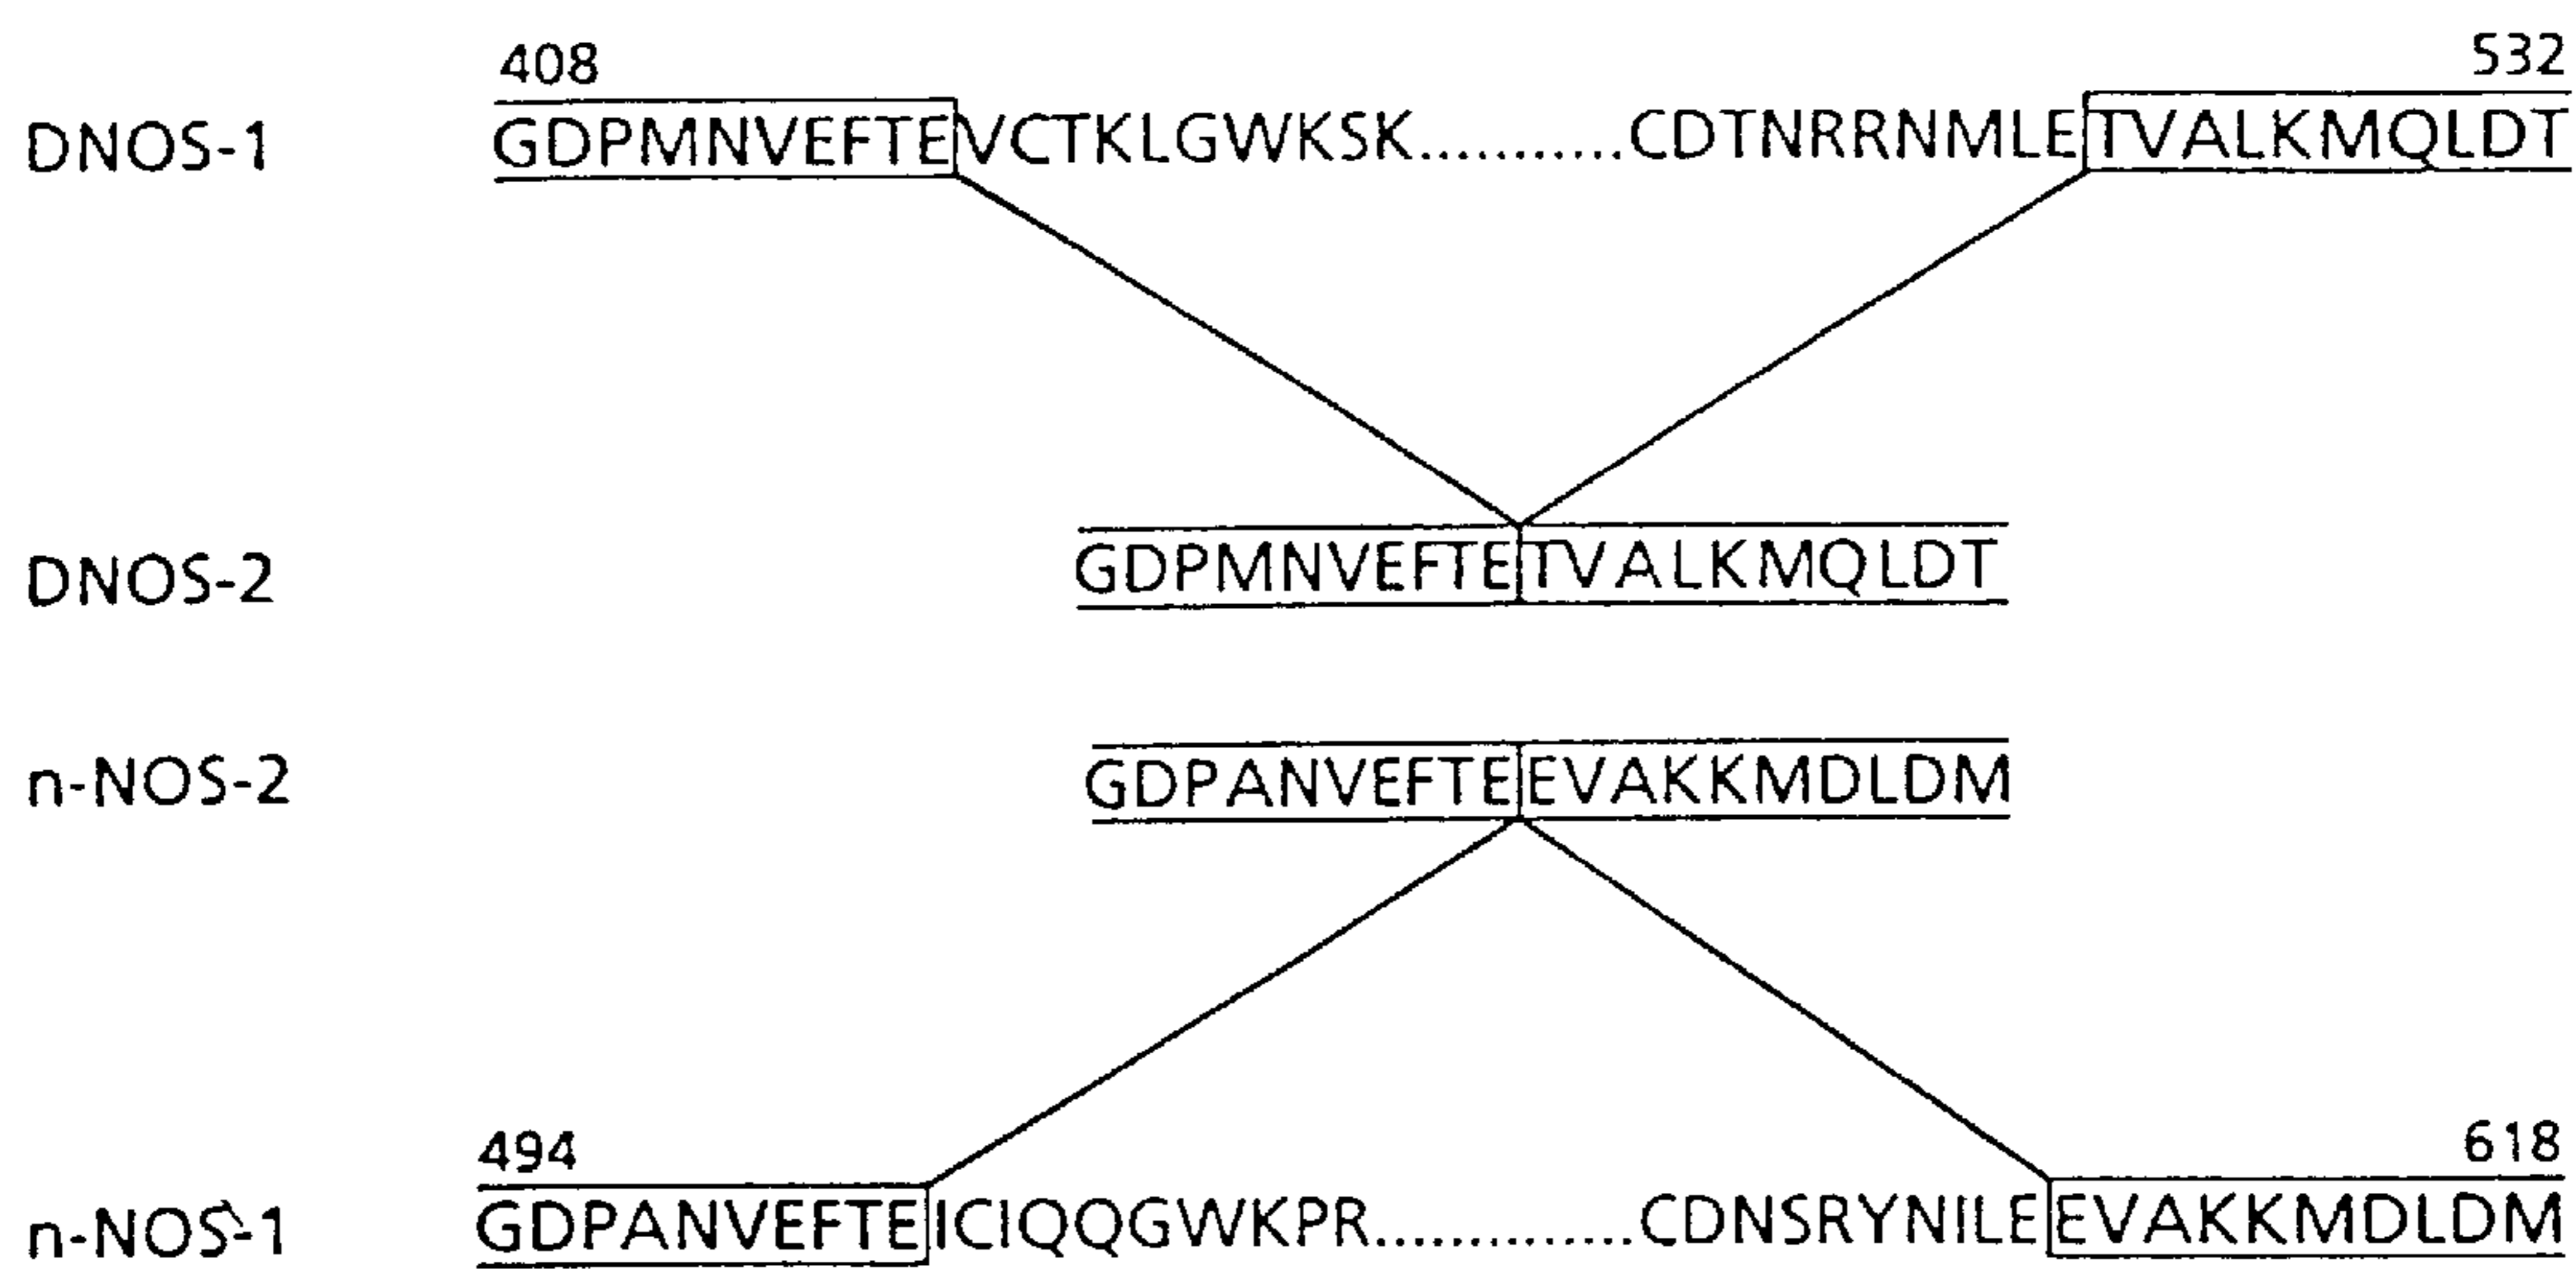 408 532
DNOS-1 GDPMNVEFTEVCTKLGWKSK...........CDTNRRNMLETVALKMQLDT
DNOS-2 GDPMNVEFTETVALKMQLDT
n-NOS-2 GDPANVEFTEEVAKKMDLDM
494 618
n-NOS-1 GDPANVEFTEICIQQGWKPR..............CDNSRYNILEEVAKKMDLDM